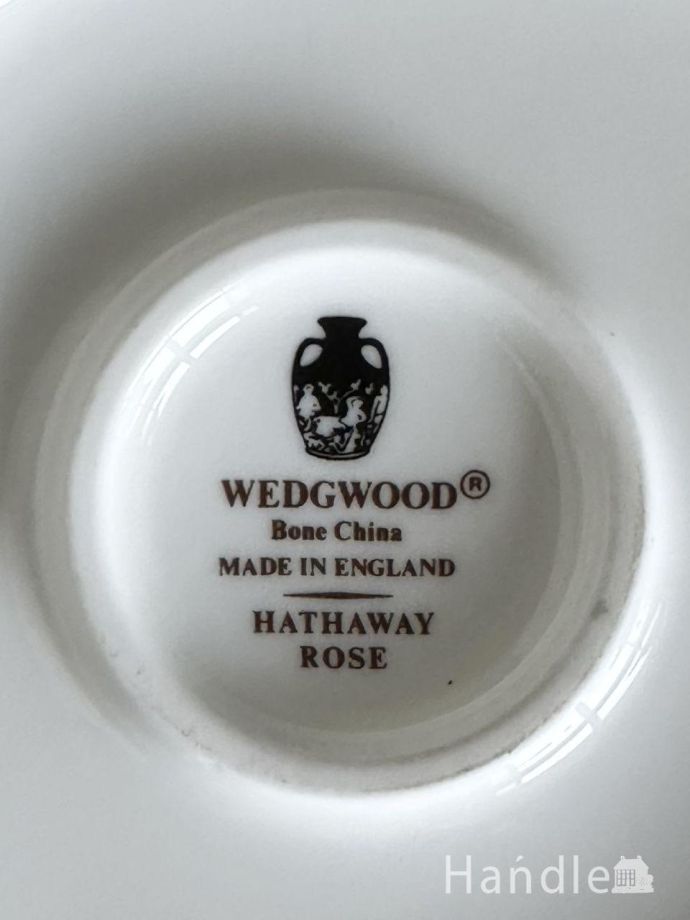 WEDGWOOD®
Bone China
MADE IN ENGLAND
HATHAWAY
ROSE
Handle